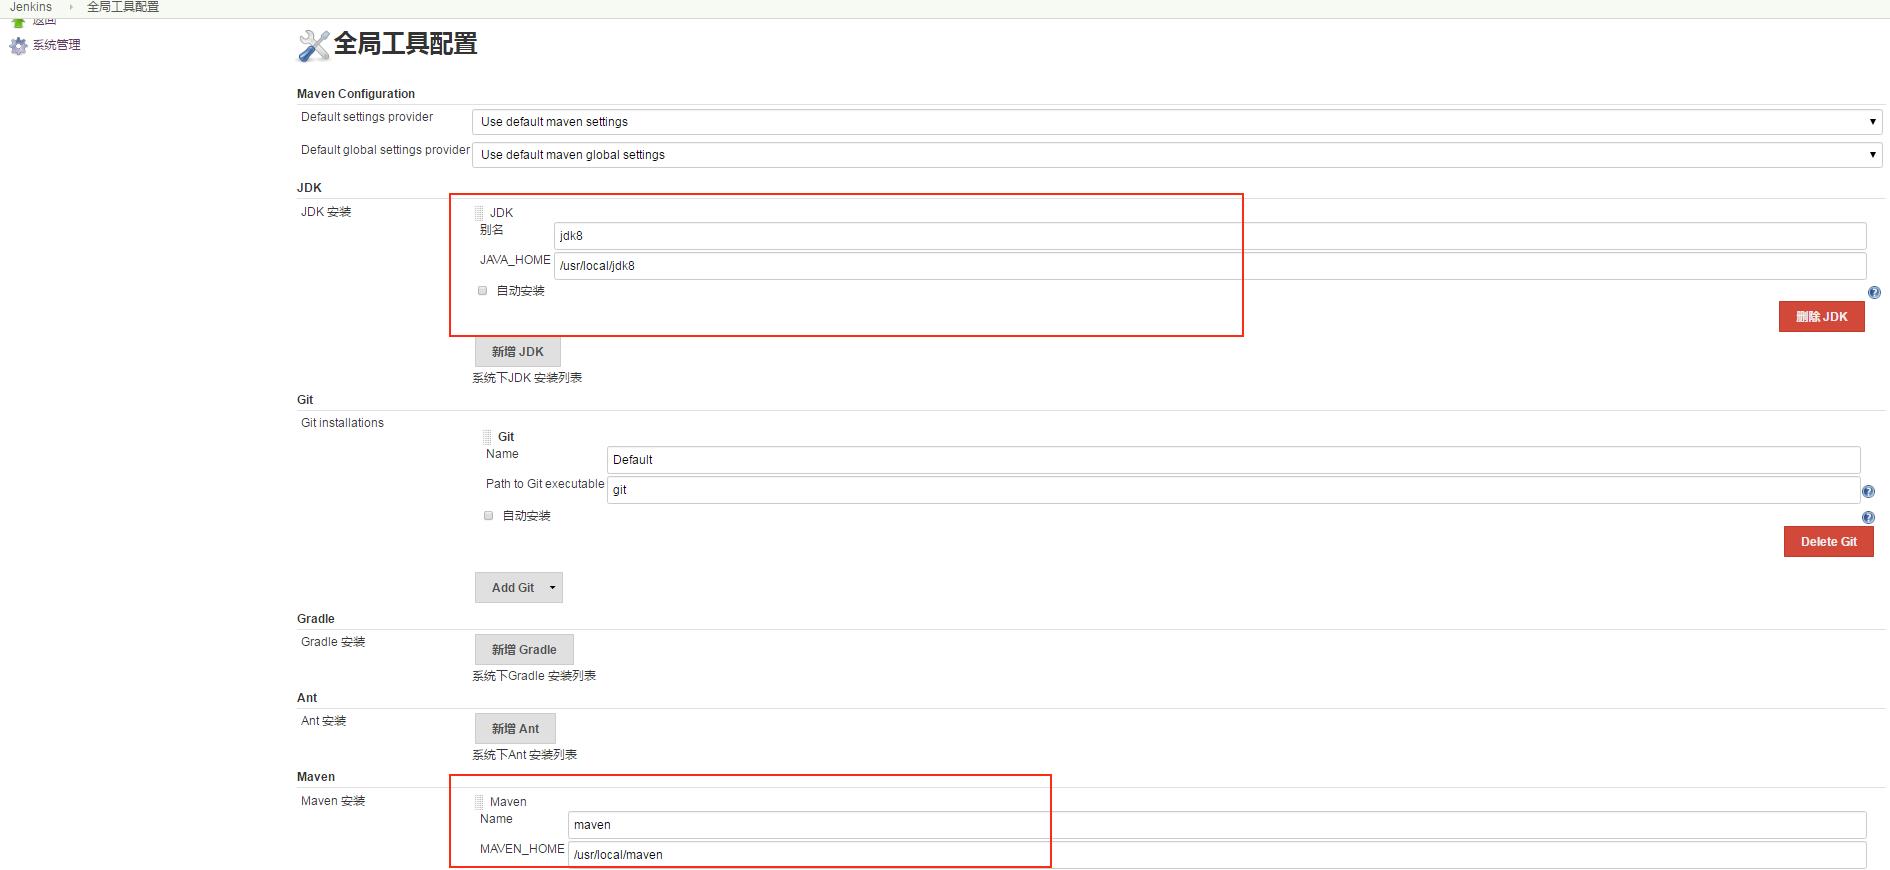 Jenkins 全局工具配置
返回
系统管理
全局工具配置
Maven Configuration
Default settings provider Use default maven settings
Default global settings provider Use default maven global settings
JDK
JDK 安装
JDK
别名 jdk8
JAVA_HOME /usr/local/jdk8
自动安装
删除 JDK
新增 JDK
系统下JDK 安装列表
Git
Git installations
Git
Name Default
Path to Git executable git
自动安装
Delete Git
Add Git
Gradle
Gradle 安装
新增 Gradle
系统下Gradle 安装列表
Ant
Ant 安装
新增 Ant
系统下Ant 安装列表
Maven
Maven 安装
Maven
Name maven
MAVEN_HOME /usr/local/maven